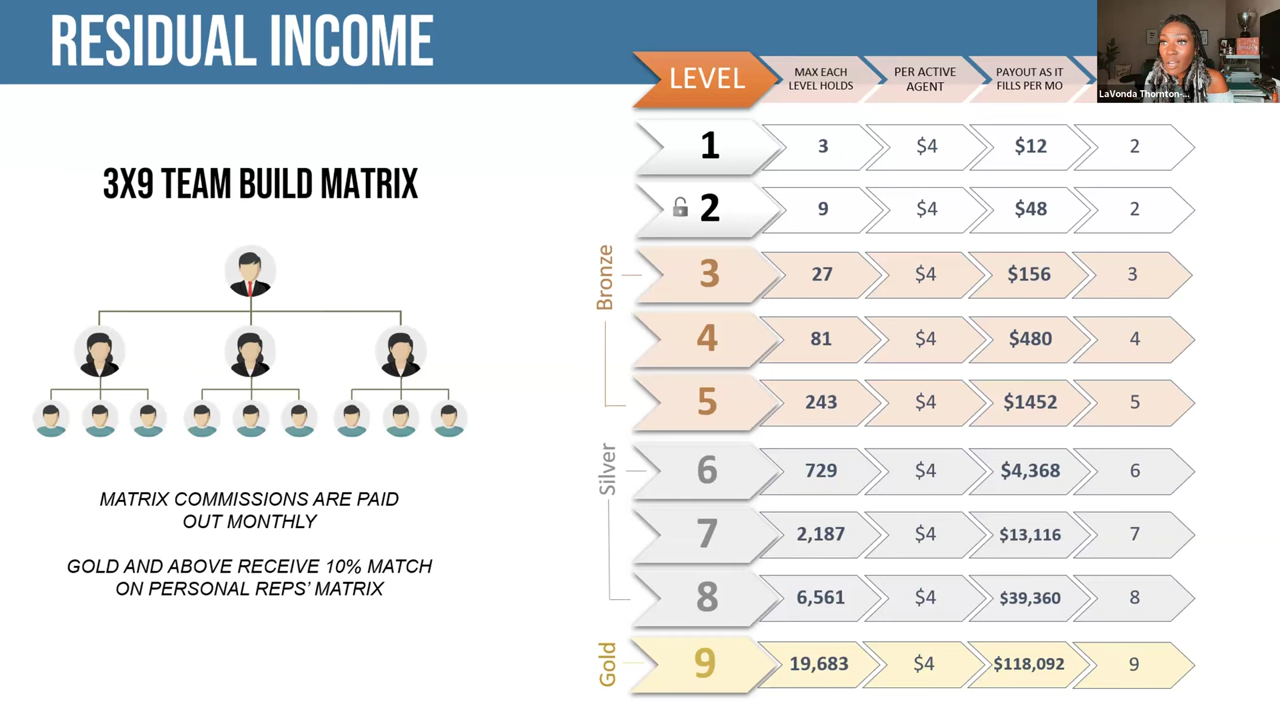 RESIDUAL INCOME
LaVonda Thornton-...
3X9 TEAM BUILD MATRIX
MATRIX COMMISSIONS ARE PAID
OUT MONTHLY
GOLD AND ABOVE RECEIVE 10% MATCH
ON PERSONAL REPS' MATRIX
LEVEL
MAX EACH
LEVEL HOLDS
PER ACTIVE
AGENT
PAYOUT AS IT
FILLS PER MO
1 3 $4 $12 2
2 9 $4 $48 2
Bronze
3 27 $4 $156 3
4 81 $4 $480 4
5 243 $4 $1452 5
Silver
6 729 $4 $4,368 6
7 2,187 $4 $13,116 7
8 6,561 $4 $39,360 8
Gold
9 19,683 $4 $118,092 9